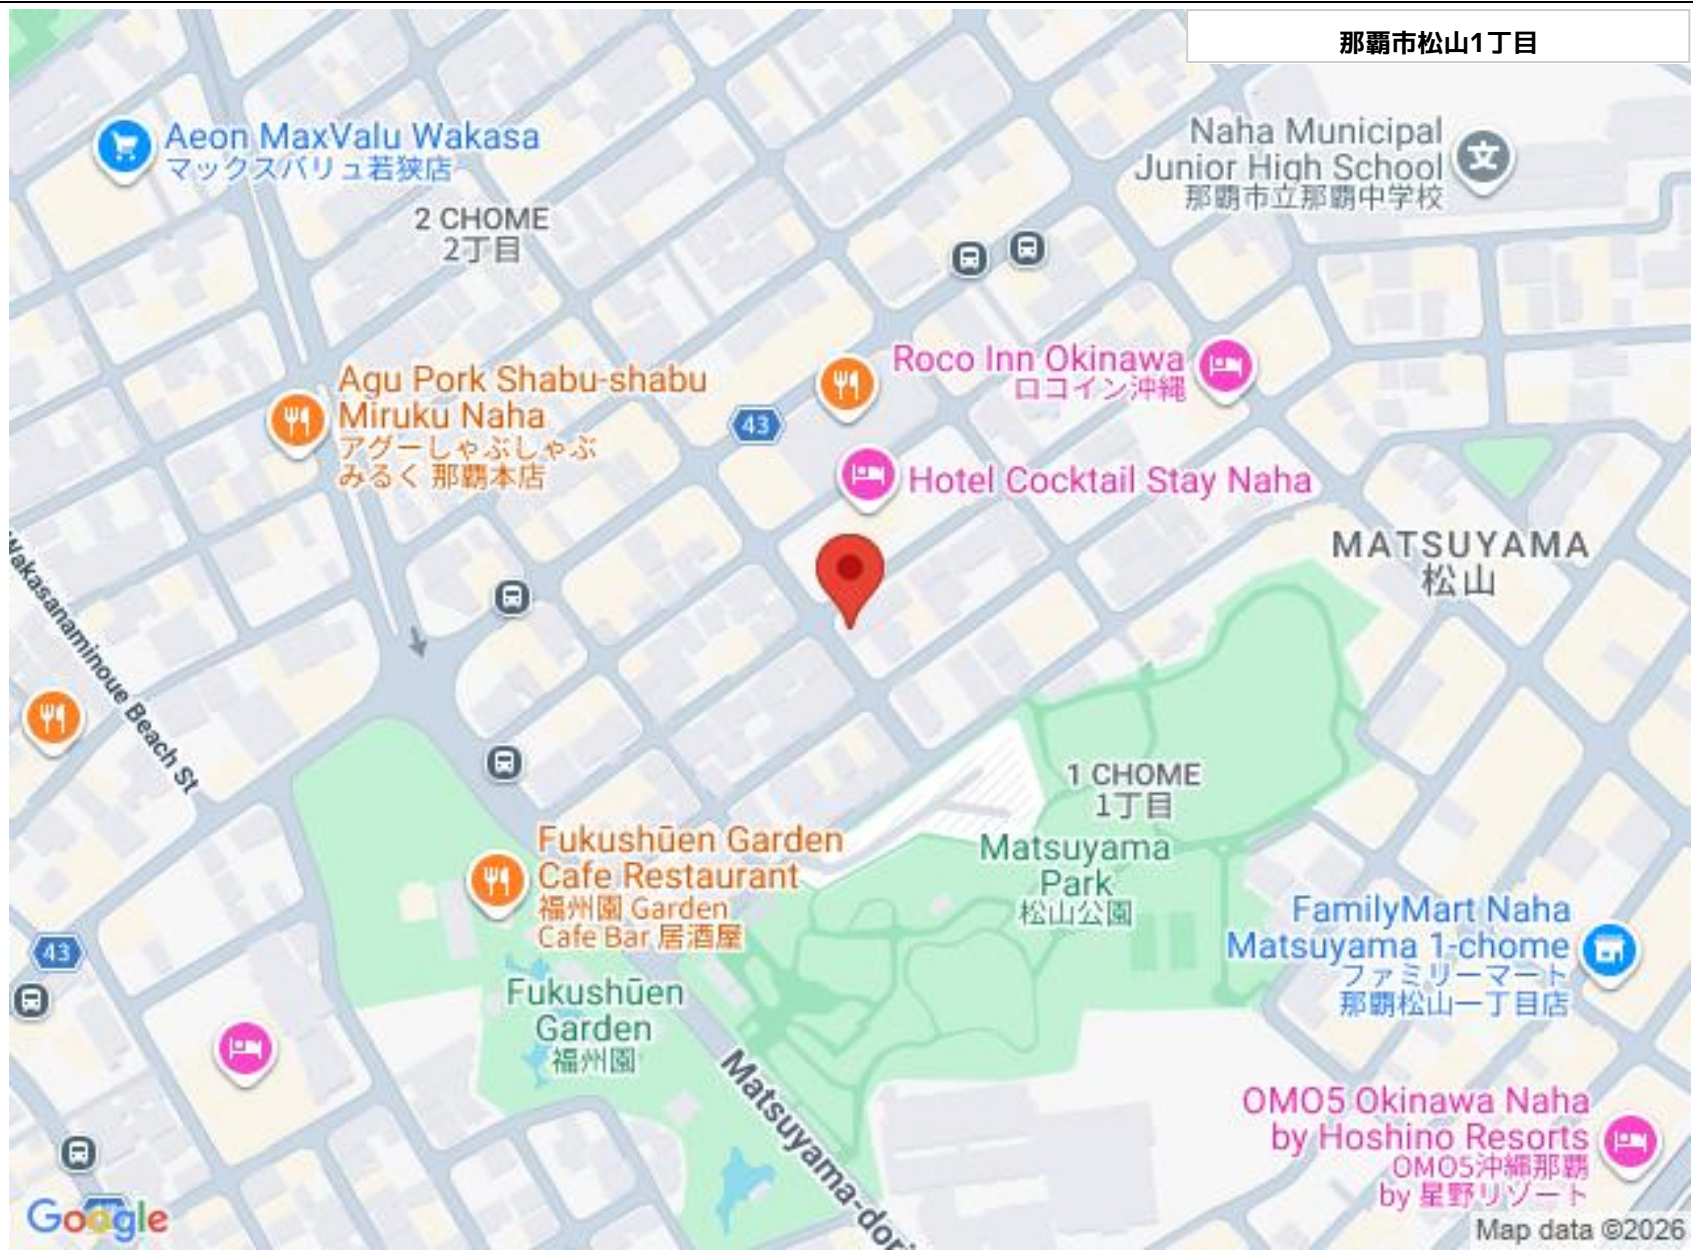 那覇市松山1丁目
Aeon MaxValu Wakasa
マックスバリュ若狭店
Naha Municipal
Junior High School
那覇市立那覇中学校
2 CHOME
2丁目
Roco Inn Okinawa
ロコイン沖縄
Agu Pork Shabu-shabu
Miruku Naha
アグーしゃぶしゃぶ
みるく 那覇本店
43
Hotel Cocktail Stay Naha
MATSUYAMA
松山
Wakasanaminoue Beach St
1 CHOME
1丁目
Fukushūen Garden
Cafe Restaurant
福州園 Garden
Cafe Bar 居酒屋
Matsuyama
Park
松山公園
FamilyMart Naha
Matsuyama 1-chome
ファミリーマート
那覇松山一丁目店
43
Fukushūen
Garden
福州園
Matsuyama-dori
OMO5 Okinawa Naha
by Hoshino Resorts
OMO5沖縄那覇
by 星野リゾート
Google
Map data ©2026